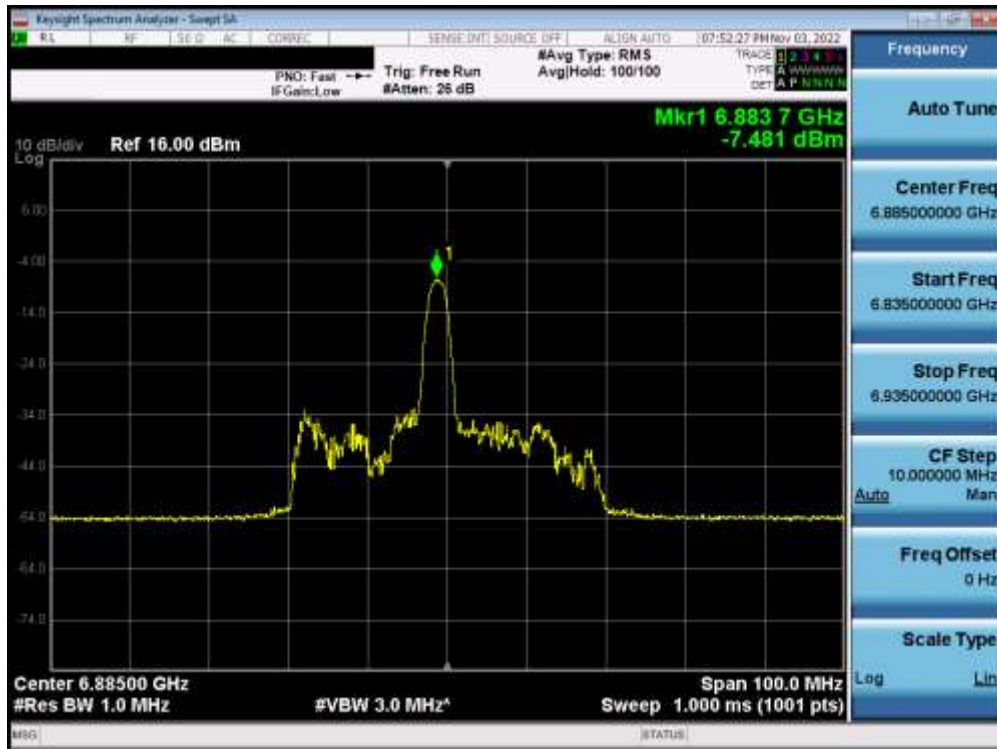 Keysight Spectrum Analyzer - Swept SA
RL RF 50 Ω AC CORREC SENSE:INT SOURCE OFF ALIGN AUTO 07:52:27 PM Nov 03, 2022
PNO: Fast Trig: Free Run #Avg Type: RMS TRACE 1 2 3 4 5 6
IFGain:Low #Atten: 26 dB Avg|Hold: 100/100 TYPE A WWWWW
DET A P N N N N
Mkr1 6.883 7 GHz
-7.481 dBm
10 dB/div Ref 16.00 dBm
Log
6.00
-4.00
-14.0
-24.0
-34.0
-44.0
-54.0
-64.0
-74.0
1
Center 6.88500 GHz Span 100.0 MHz
#Res BW 1.0 MHz #VBW 3.0 MHz* Sweep 1.000 ms (1001 pts)
MSG STATUS
Frequency
Auto Tune
Center Freq
6.885000000 GHz
Start Freq
6.835000000 GHz
Stop Freq
6.935000000 GHz
CF Step
10.000000 MHz
Auto Man
Freq Offset
0 Hz
Scale Type
Log Lin